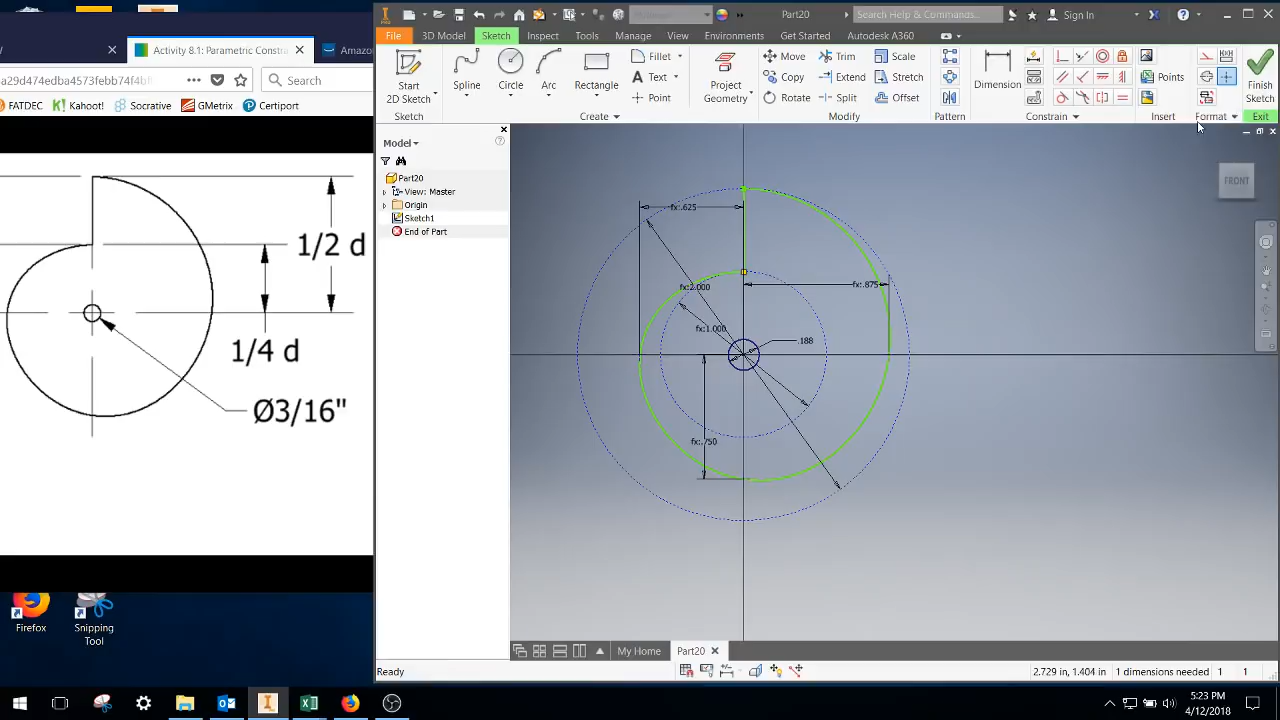 Part20
Search Help & Commands...
Sign In
Activity 8.1: Parametric Constra
Amazo
File
3D Model
Sketch
Inspect
Tools
Manage
View
Environments
Get Started
Autodesk A360
a29d474edba4573febb74f4bf
Search
FATDEC
Kahoot!
Socrative
GMetrix
Certiport
Start
2D Sketch
Spline
Circle
Arc
Rectangle
Fillet
Text
Point
Project
Geometry
Move
Copy
Rotate
Trim
Extend
Split
Scale
Stretch
Offset
Dimension
Points
Finish
Sketch
Sketch
Create
Modify
Pattern
Constrain
Insert
Format
Exit
Model
Part20
View: Master
Origin
Sketch1
End of Part
FRONT
1/2 d
1/4 d
Ø3/16"
fx:.625
fx:2.000
fx:.875
fx:1.000
.188
fx:.750
Firefox
Snipping
Tool
My Home
Part20
Ready
2.729 in, 1.404 in
1 dimensions needed
1
1
5:23 PM
4/12/2018